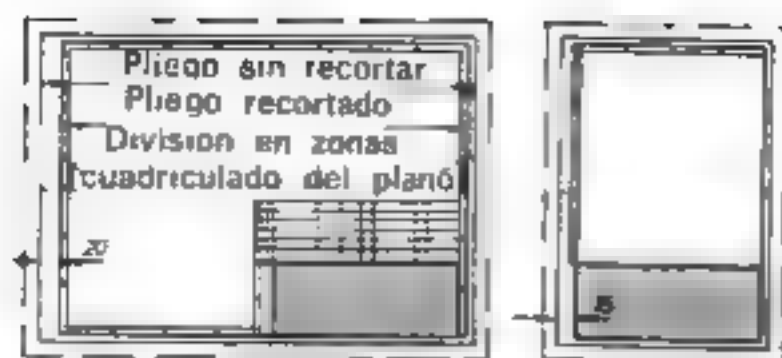 Pliego sin recortar
Pliego recortado
Division en zonas
cuadriculado del plano
20
5